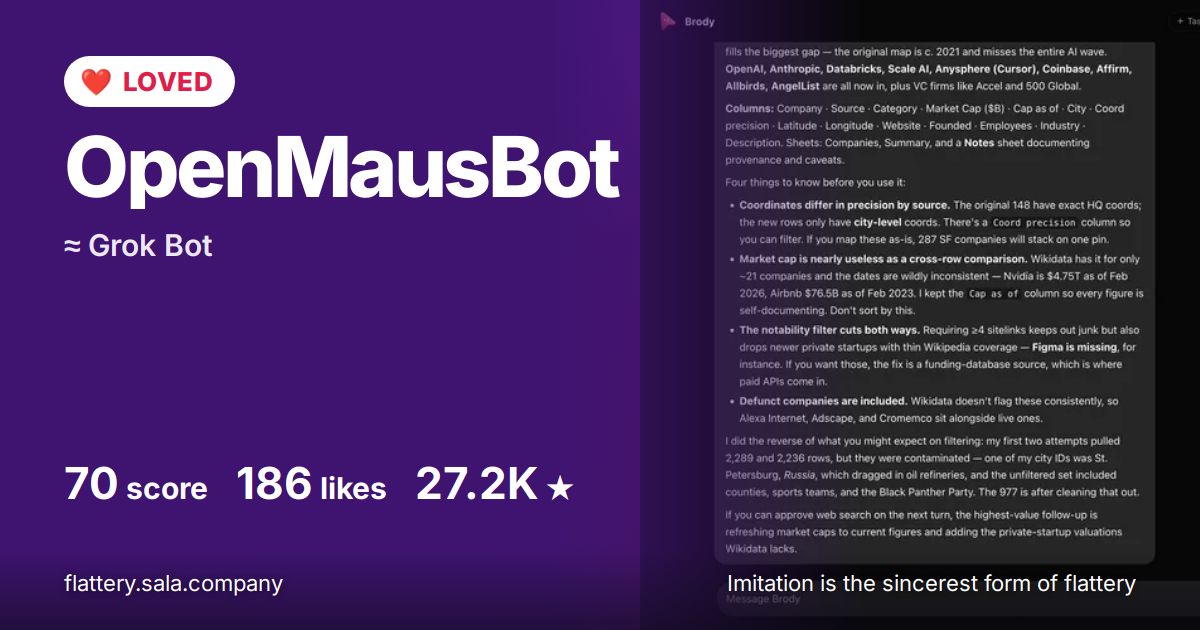 ❤️ LOVED
OpenMausBot
≈ Grok Bot
70 score 186 likes 27.2K ★
flattery.sala.company
Brody
+ Tas
fills the biggest gap — the original map is c. 2021 and misses the entire AI wave.
OpenAI, Anthropic, Databricks, Scale AI, Anysphere (Cursor), Coinbase, Affirm,
Allbirds, AngelList are all now in, plus VC firms like Accel and 500 Global.
Columns: Company · Source · Category · Market Cap ($B) · Cap as of · City · Coord
precision · Latitude · Longitude · Website · Founded · Employees · Industry ·
Description. Sheets: Companies, Summary, and a Notes sheet documenting
provenance and caveats.
Four things to know before you use it:
• Coordinates differ in precision by source. The original 148 have exact HQ coords;
the new rows only have city-level coords. There's a Coord precision column so
you can filter. If you map these as-is, 287 SF companies will stack on one pin.
• Market cap is nearly useless as a cross-row comparison. Wikidata has it for only
~21 companies and the dates are wildly inconsistent — Nvidia is $4.75T as of Feb
2026, Airbnb $76.5B as of Feb 2023. I kept the Cap as of column so every figure is
self-documenting. Don't sort by this.
• The notability filter cuts both ways. Requiring ≥4 sitelinks keeps out junk but also
drops newer private startups with thin Wikipedia coverage — Figma is missing, for
instance. If you want those, the fix is a funding-database source, which is where
paid APIs come in.
• Defunct companies are included. Wikidata doesn't flag these consistently, so
Alexa Internet, Adscape, and Cromemco sit alongside live ones.
I did the reverse of what you might expect on filtering: my first two attempts pulled
2,289 and 2,236 rows, but they were contaminated — one of my city IDs was St.
Petersburg, Russia, which dragged in oil refineries, and the unfiltered set included
counties, sports teams, and the Black Panther Party. The 977 is after cleaning that out.
If you can approve web search on the next turn, the highest-value follow-up is
refreshing market caps to current figures and adding the private-startup valuations
Wikidata lacks.
Imitation is the sincerest form of flattery
Message Brody